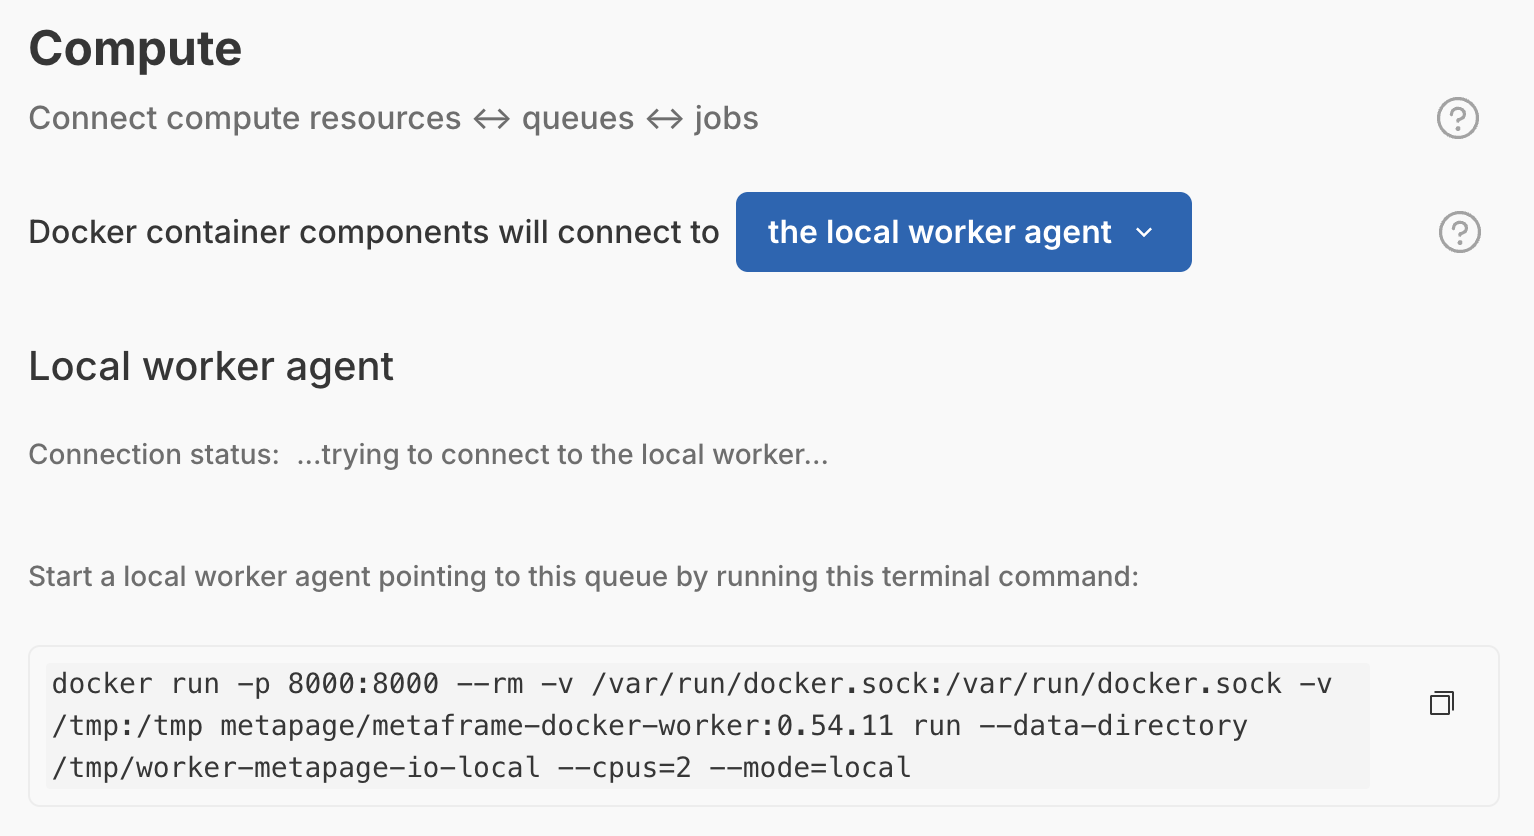 Compute
Connect compute resources <-> queues <-> jobs
Docker container components will connect to the local worker agent
Local worker agent
Connection status: ...trying to connect to the local worker...
Start a local worker agent pointing to this queue by running this terminal command:
docker run -p 8000:8000 --rm -v /var/run/docker.sock:/var/run/docker.sock -v
/tmp:/tmp metapage/metaframe-docker-worker:0.54.11 run --data-directory
/tmp/worker-metapage-io-local --cpus=2 --mode=local